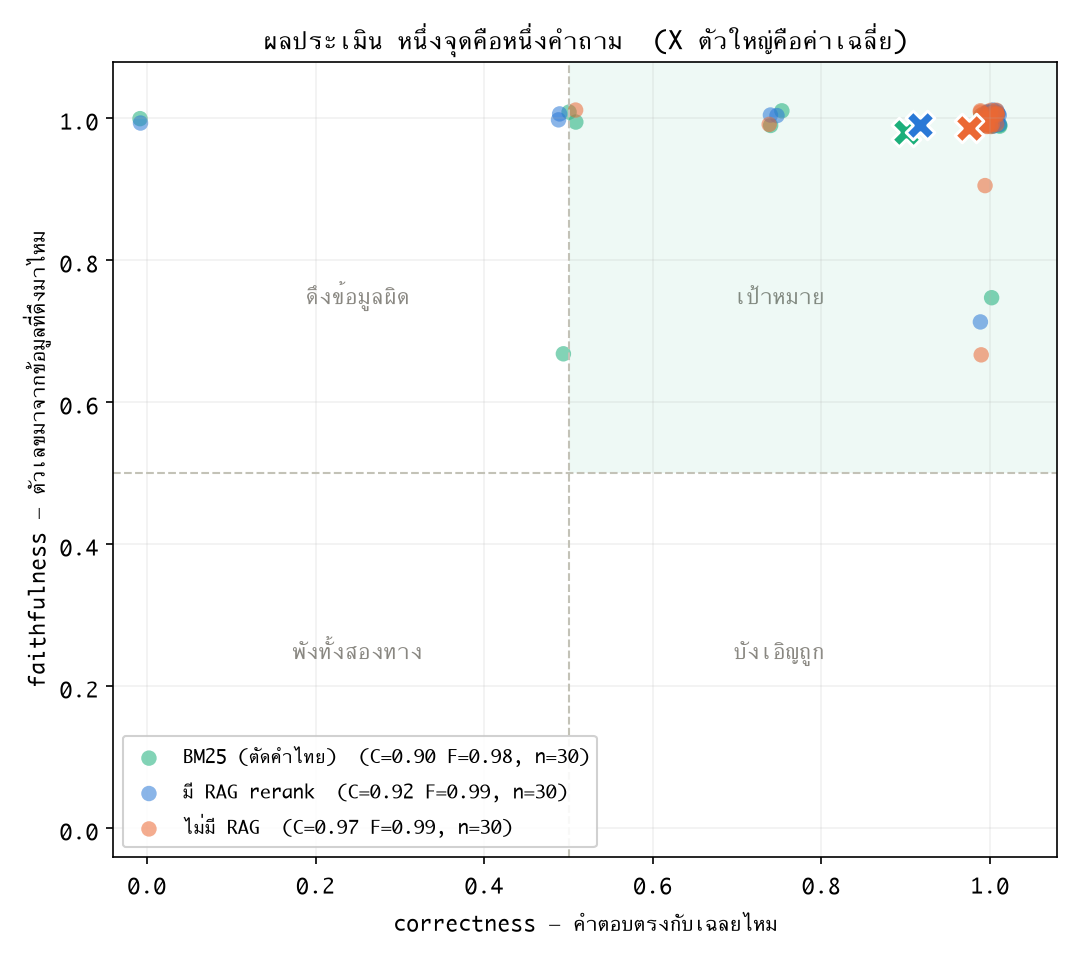 ผลประเมิน หนึ่งจุดคือหนึ่งคำถาม (X ตัวใหญ่คือค่าเฉลี่ย)
faithfulness — ตัวเลขมาจากข้อมูลที่ดึงมาไหม
1.0
0.8
0.6
0.4
0.2
0.0
ดึงข้อมูลผิด
เป้าหมาย
พังทั้งสองทาง
บังเอิญถูก
BM25 (ตัดคำไทย) (C=0.90 F=0.98, n=30)
มี RAG rerank (C=0.92 F=0.99, n=30)
ไม่มี RAG (C=0.97 F=0.99, n=30)
0.0 0.2 0.4 0.6 0.8 1.0
correctness — คำตอบตรงกับเฉลยไหม